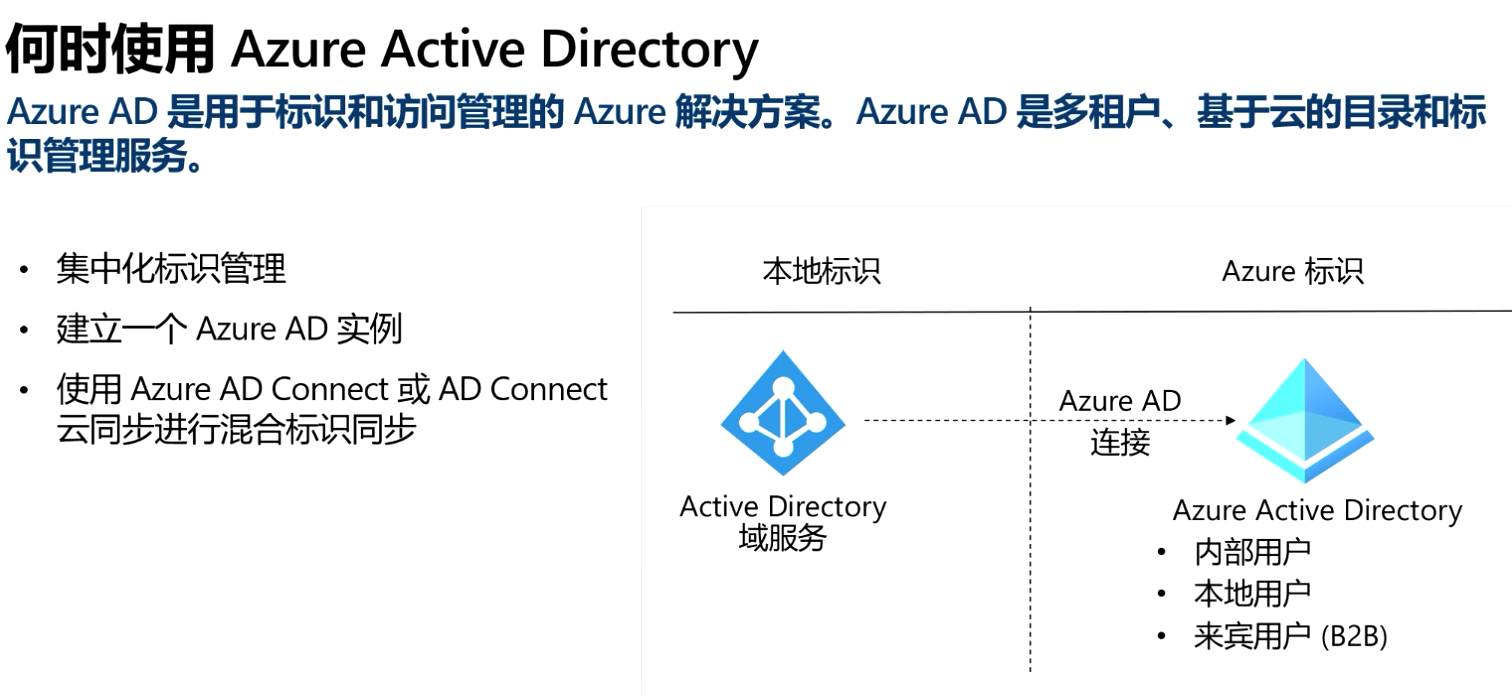 何时使用 Azure Active Directory
Azure AD 是用于标识和访问管理的 Azure 解决方案。Azure AD 是多租户、基于云的目录和标
识管理服务。
• 集中化标识管理
• 建立一个 Azure AD 实例
• 使用 Azure AD Connect 或 AD Connect
云同步进行混合标识同步
本地标识
Azure 标识
Azure AD
连接
Active Directory
域服务
Azure Active Directory
• 内部用户
• 本地用户
• 来宾用户 (B2B)